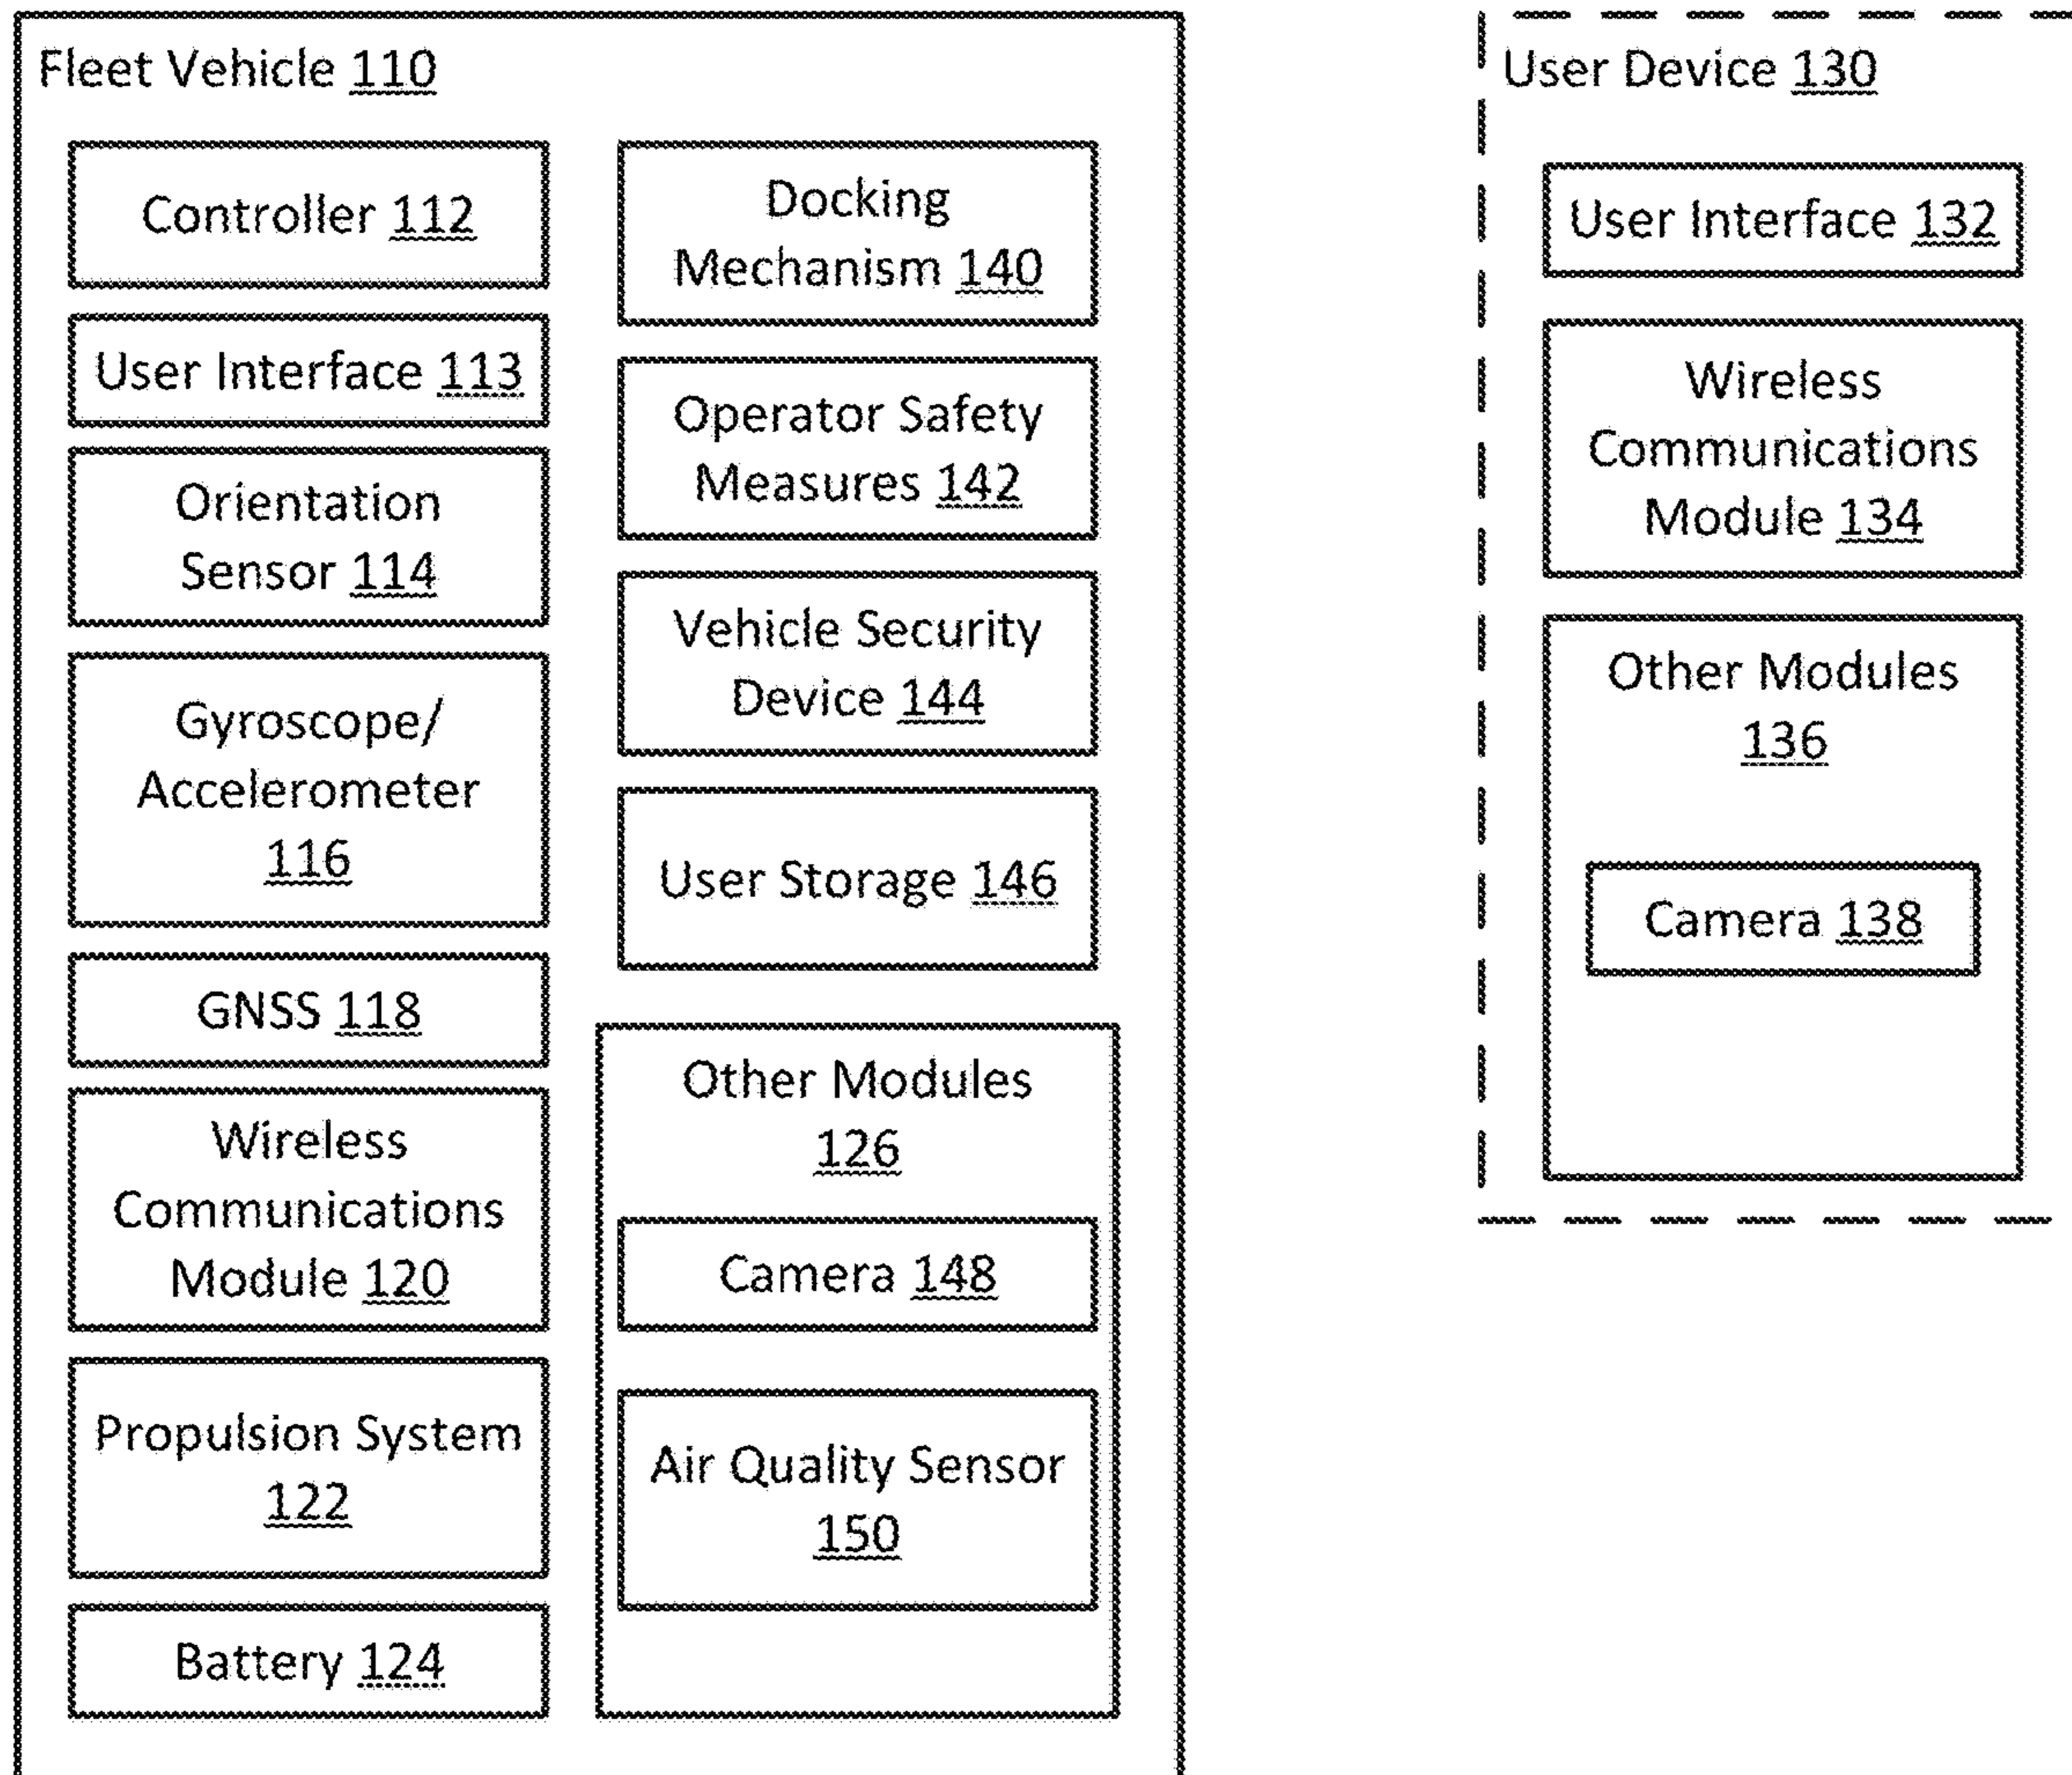 Fleet Vehicle 110
Controller 112
User Interface 113
Orientation
Sensor 114
Gyroscope/
Accelerometer
116
GNSS 118
Wireless
Communications
Module 120
Propulsion System
122
Battery 124
Docking
Mechanism 140
Operator Safety
Measures 142
Vehicle Security
Device 144
User Storage 146
Other Modules
126
Camera 148
Air Quality Sensor
150
User Device 130
User Interface 132
Wireless
Communications
Module 134
Other Modules
136
Camera 138